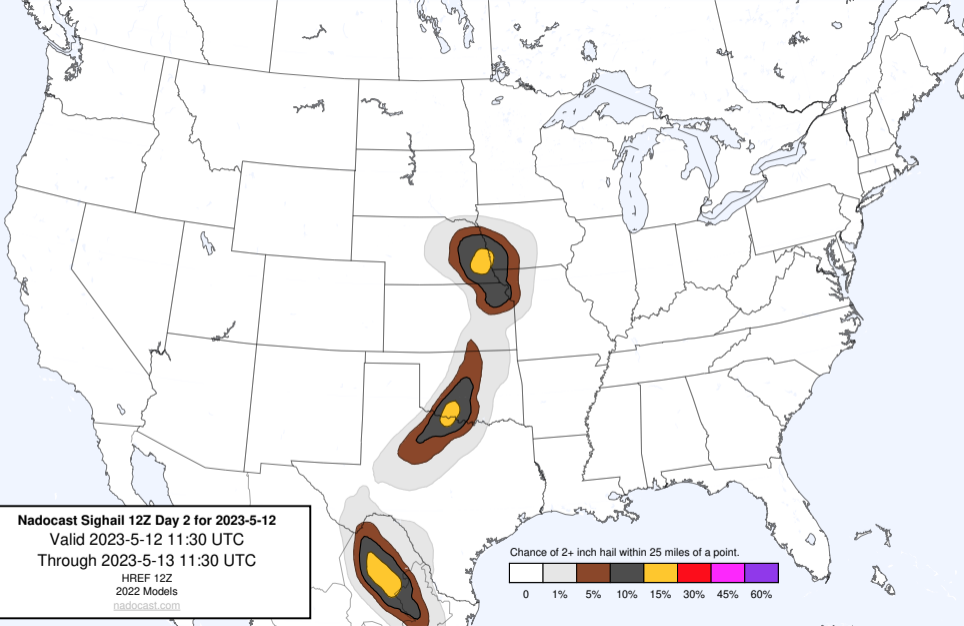 Nadocast Sighail 12Z Day 2 for 2023-5-12
Valid 2023-5-12 11:30 UTC
Through 2023-5-13 11:30 UTC
HREF 12Z
2022 Models
nadocast.com
Chance of 2+ inch hail within 25 miles of a point.
0 1% 5% 10% 15% 30% 45% 60%